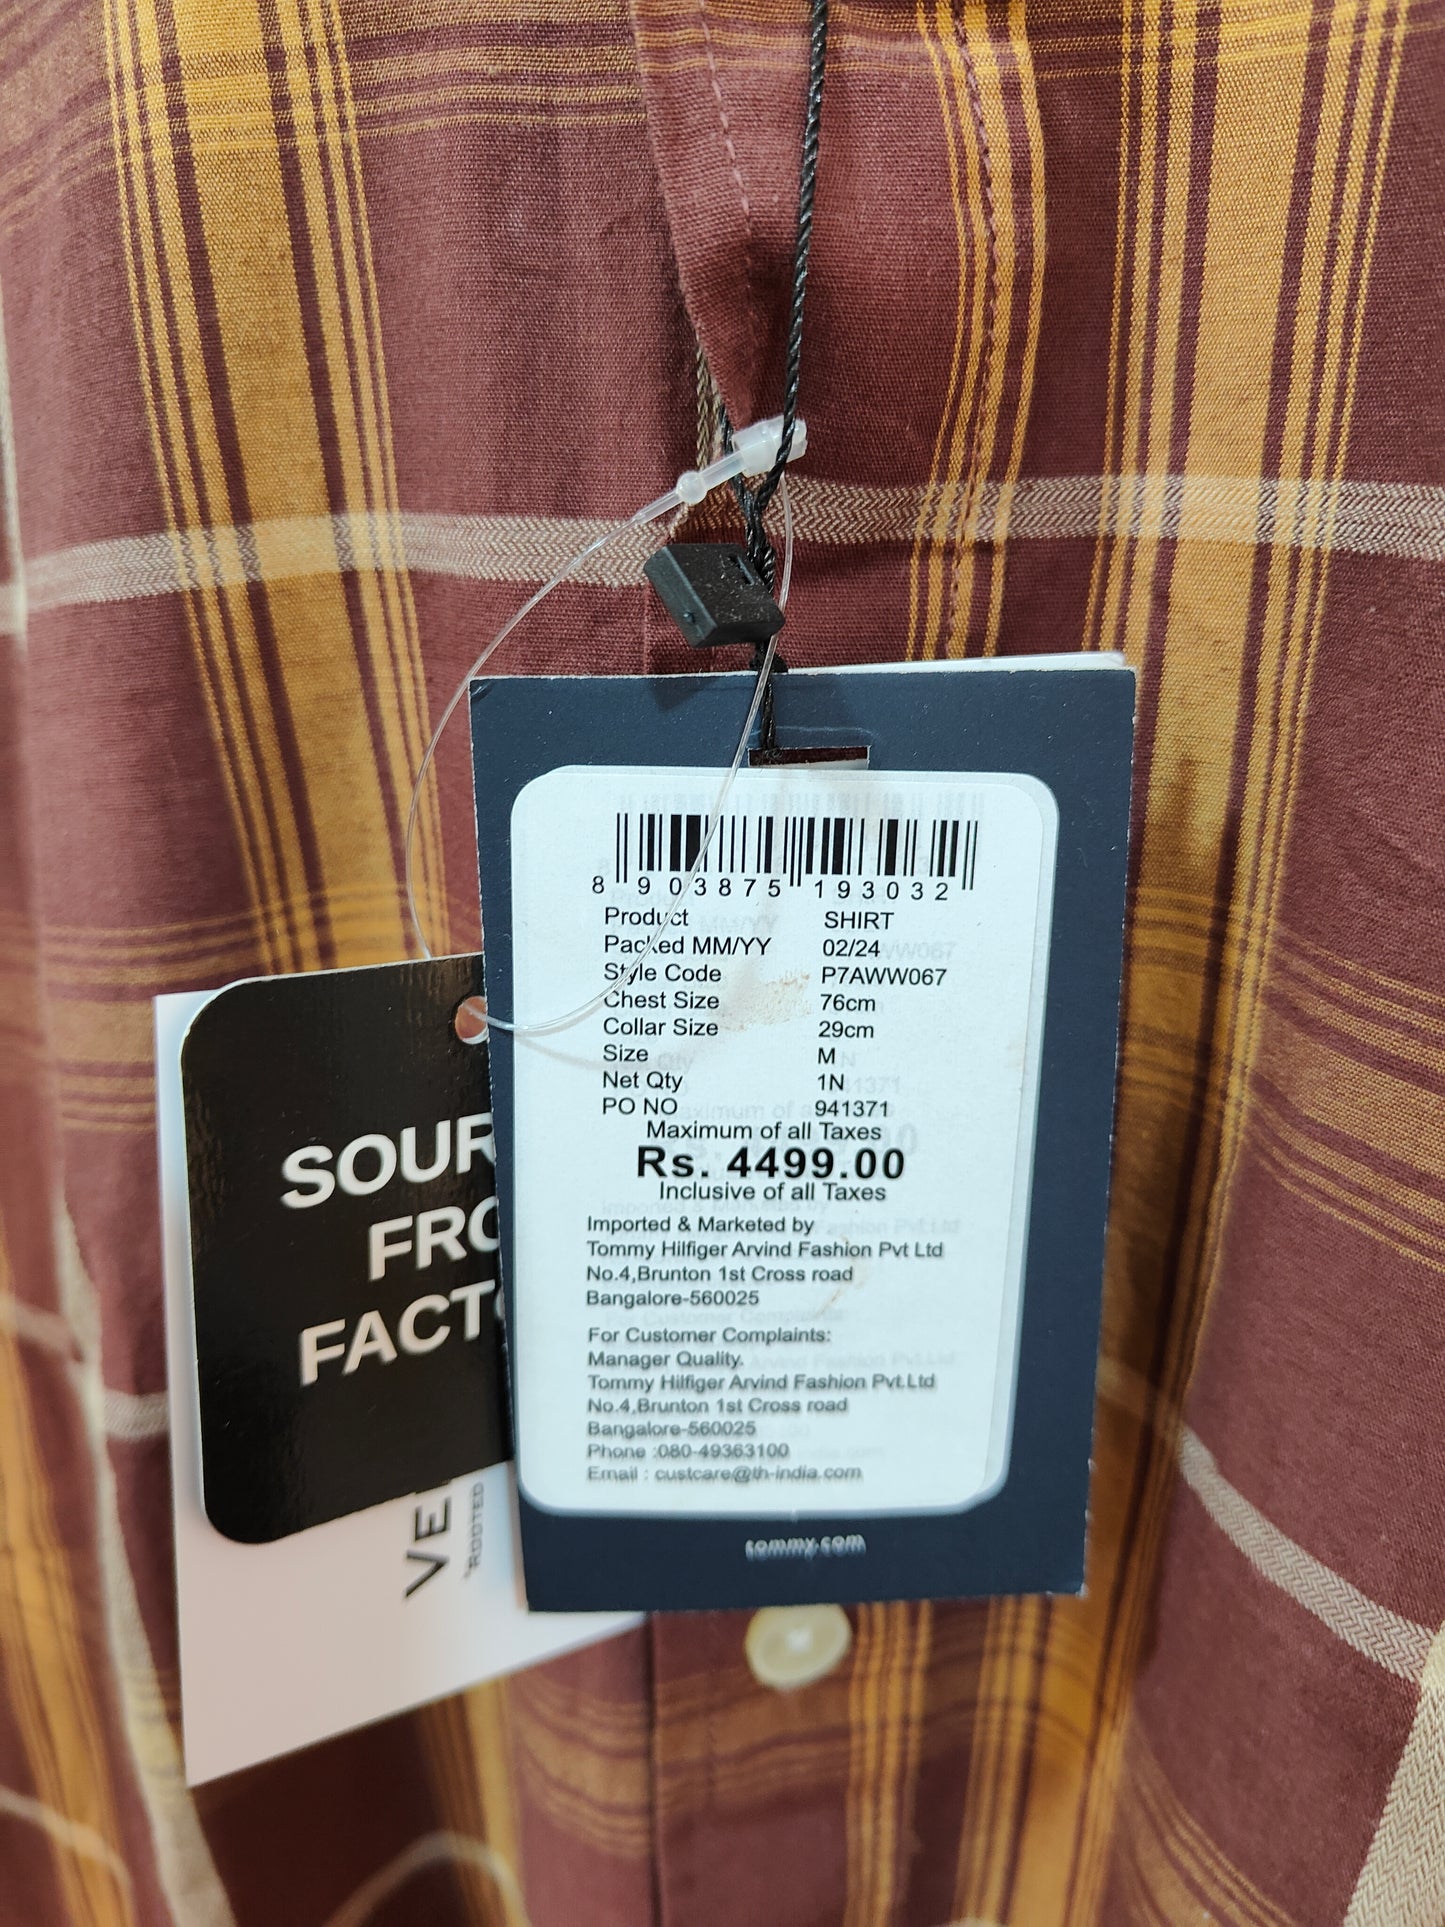 8 903875 193032
Product SHIRT
Packed MM/YY 02/24
Style Code P7AWW067
Chest Size 76cm
Collar Size 29cm
Size M
Net Qty 1N
PO NO 941371
Maximum of all Taxes
Rs. 4499.00
Inclusive of all Taxes
Imported & Marketed by
Tommy Hilfiger Arvind Fashion Pvt Ltd
No.4,Brunton 1st Cross road
Bangalore-560025
For Customer Complaints:
Manager Quality.
Tommy Hilfiger Arvind Fashion Pvt.Ltd
No.4,Brunton 1st Cross road
Bangalore-560025
Phone :080-49363100
Email : custcare@th-india.com
tommy.com
SOUR
FRO
FACT
VE
"ROOTED